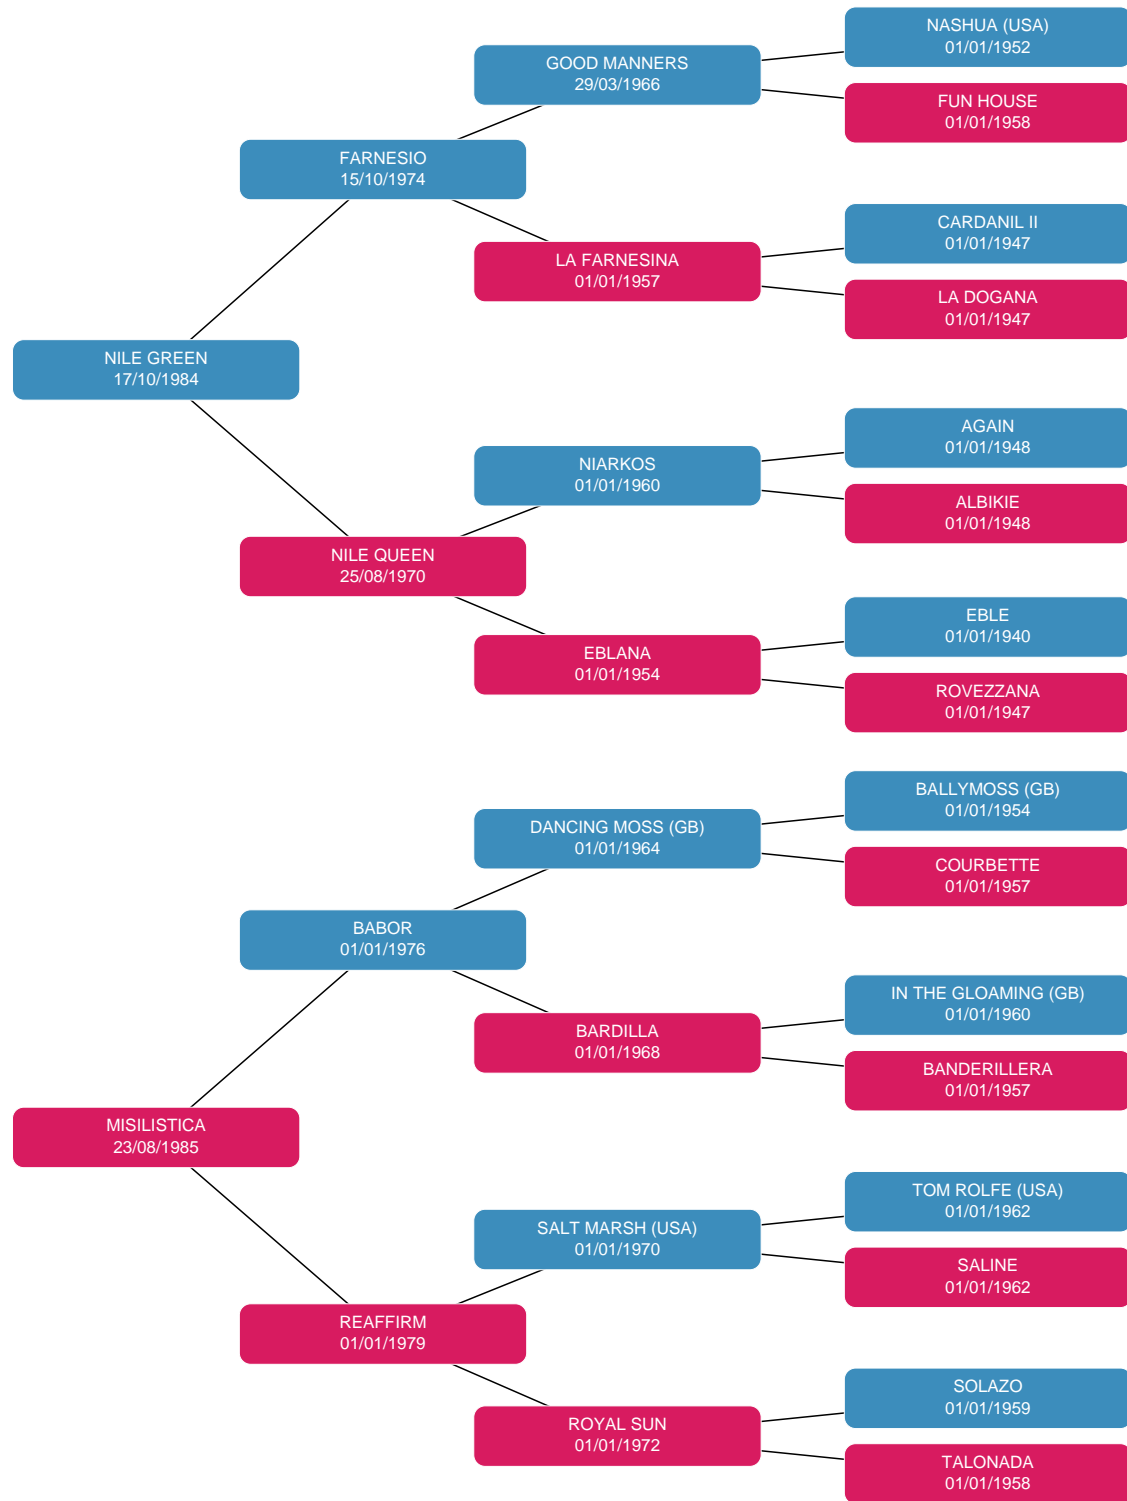 NASHUA (USA)
01/01/1952
GOOD MANNERS
29/03/1966
FUN HOUSE
01/01/1958
FARNESIO
15/10/1974
CARDANIL II
01/01/1947
LA FARNESINA
01/01/1957
LA DOGANA
01/01/1947
NILE GREEN
17/10/1984
AGAIN
01/01/1948
NIARKOS
01/01/1960
ALBIKIE
01/01/1948
NILE QUEEN
25/08/1970
EBLE
01/01/1940
EBLANA
01/01/1954
ROVEZZANA
01/01/1947
BALLYMOSS (GB)
01/01/1954
DANCING MOSS (GB)
01/01/1964
COURBETTE
01/01/1957
BABOR
01/01/1976
IN THE GLOAMING (GB)
01/01/1960
BARDILLA
01/01/1968
BANDERILLERA
01/01/1957
MISILISTICA
23/08/1985
TOM ROLFE (USA)
01/01/1962
SALT MARSH (USA)
01/01/1970
SALINE
01/01/1962
REAFFIRM
01/01/1979
SOLAZO
01/01/1959
ROYAL SUN
01/01/1972
TALONADA
01/01/1958